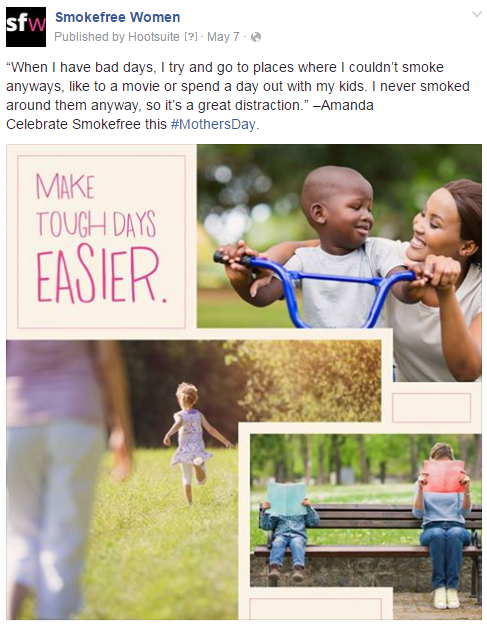 sfw
Smokefree Women
Published by Hootsuite [?] · May 7 ·
“When I have bad days, I try and go to places where I couldn’t smoke
anyways, like to a movie or spend a day out with my kids. I never smoked
around them anyway, so it’s a great distraction.” –Amanda
Celebrate Smokefree this #MothersDay.
MAKE
TOUGH DAYS
EASIER.